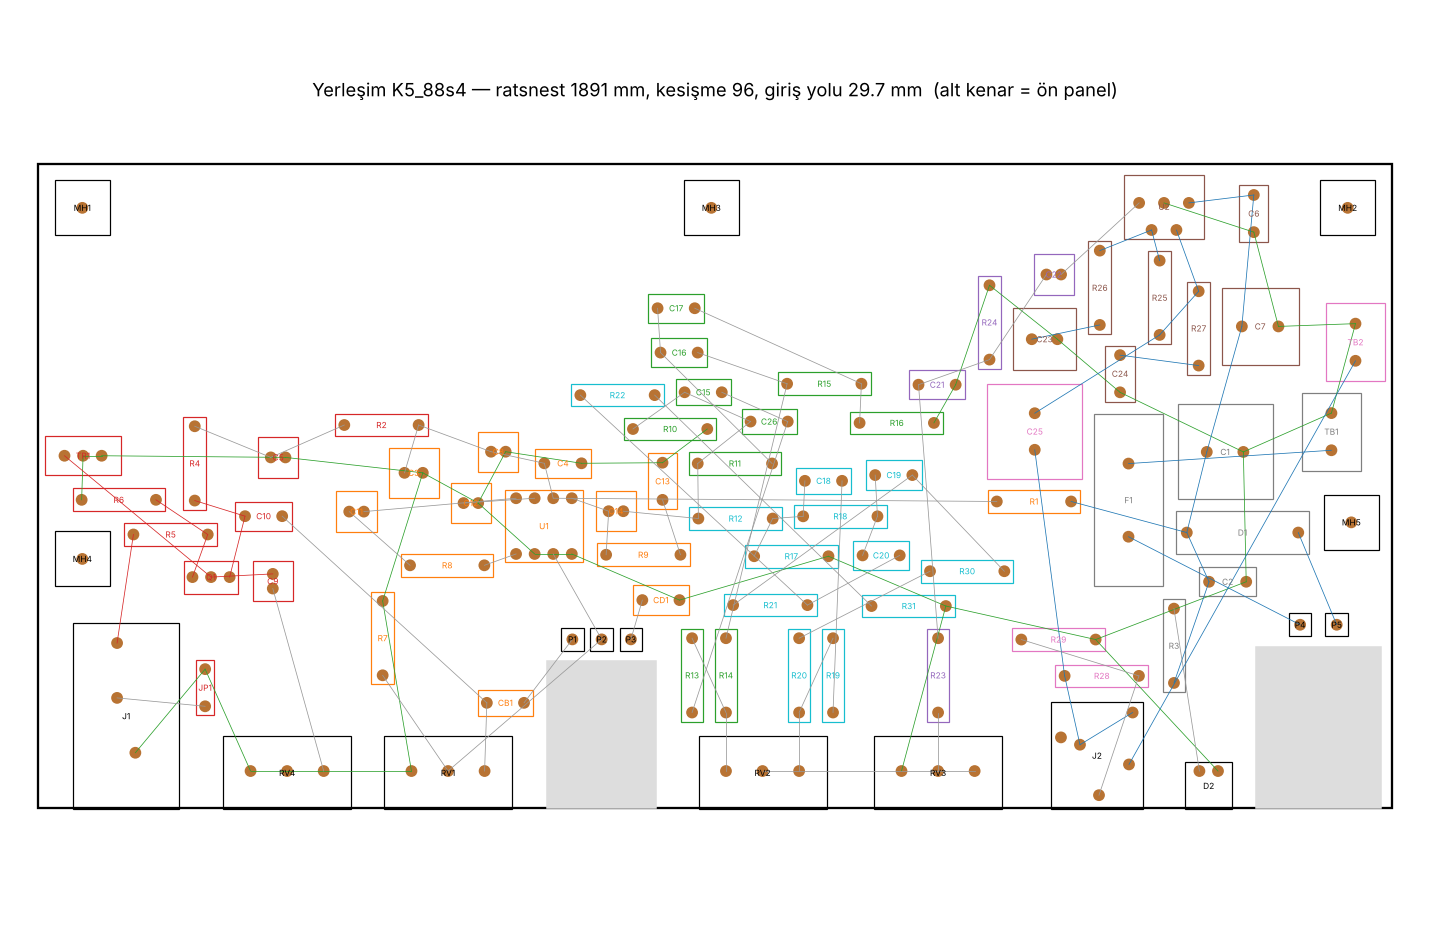 Yerleşim K5_88s4 — ratsnest 1891 mm, kesişme 96, giriş yolu 29.7 mm (alt kenar = ön panel)
MH1
MH3
MH2
C6
R26
R25
R24
C17
R27
C7
C23
TB2
C16
C24
R15
C21
C15
R22
C26
R16
R2
R10
C25
TB1
C1
R4
C4
R11
C13
C19
C18
R6
F1
R1
C10
R12
R18
MH5
U1
D1
R5
MH4
R9
R17
C20
R8
R30
C2
CD1
R21
R31
P4
P5
R7
P1
P2
P3
R29
R3
R13
R14
R20
R19
R23
R28
JP1
CB1
J1
J2
RV4
RV1
RV2
RV3
D2